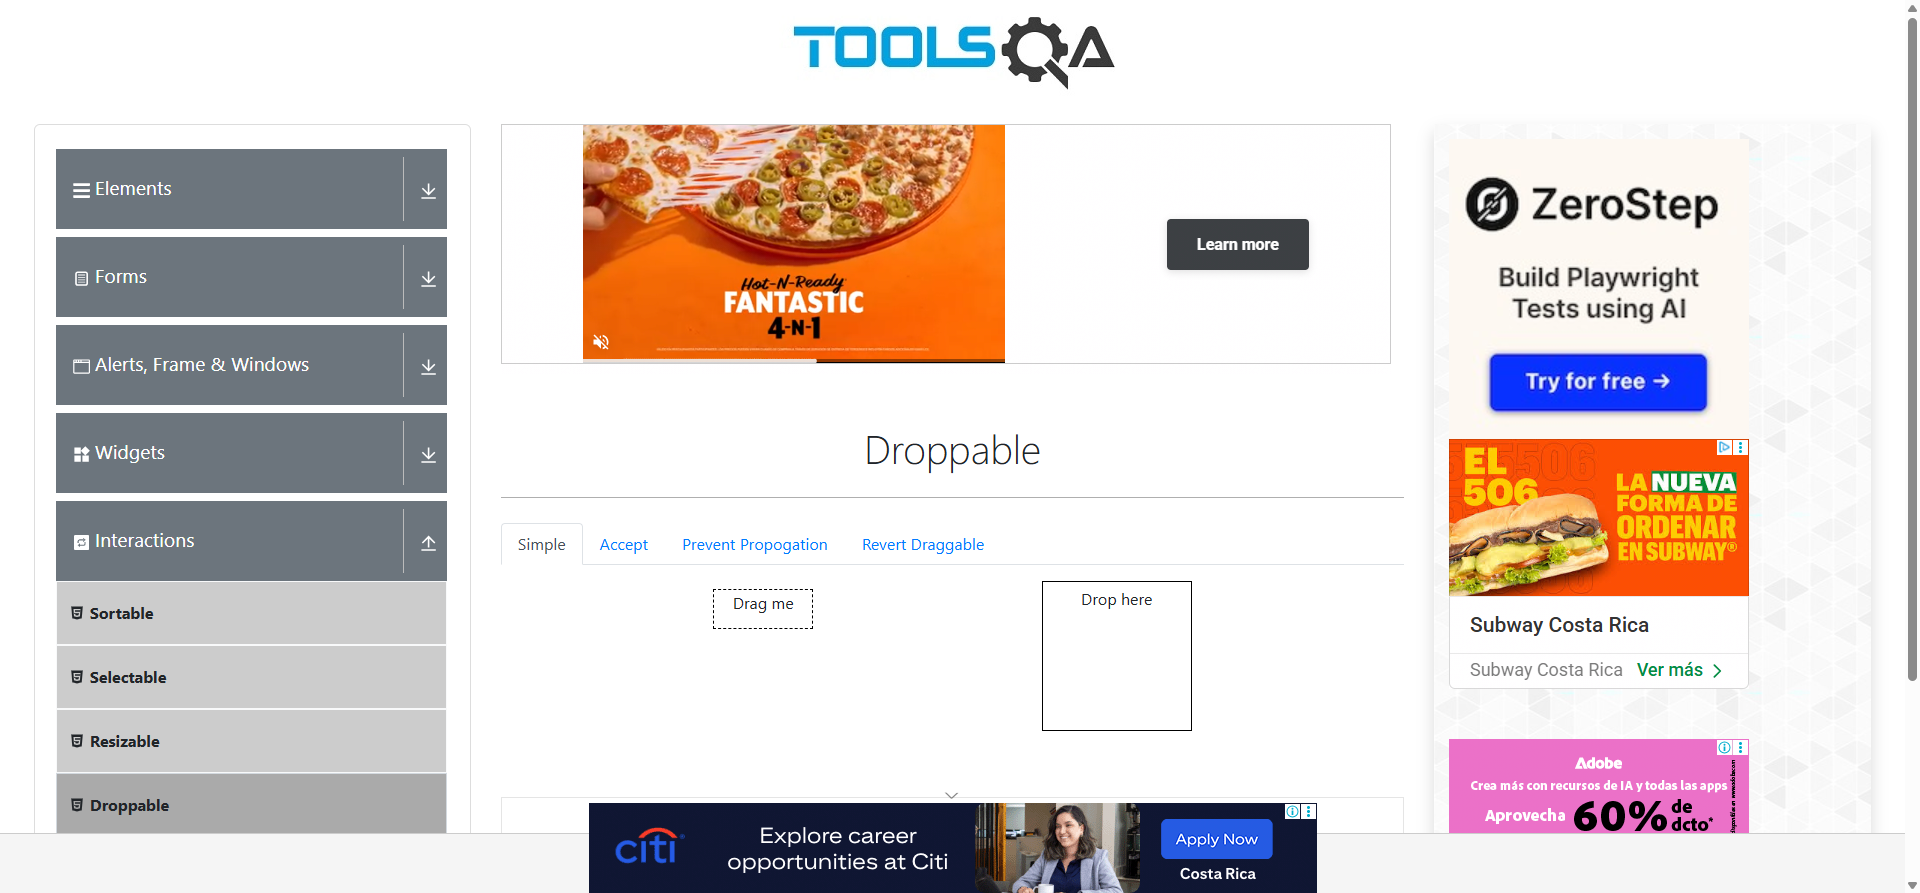 TOOLSQA
Elements
Forms
Alerts, Frame & Windows
Widgets
Interactions
Sortable
Selectable
Resizable
Droppable
Hot-N-Ready
FANTASTIC
4-N-1
Learn more
Droppable
Simple
Accept
Prevent Propogation
Revert Draggable
Drag me
Drop here
citi
Explore career
opportunities at Citi
Apply Now
Costa Rica
ZeroStep
Build Playwright
Tests using AI
Try for free →
EL
506
LA NUEVA
FORMA DE
ORDENAR
EN SUBWAY®
Subway Costa Rica
Subway Costa Rica Ver más
Adobe
Crea más con recursos de IA y todas las apps
Aprovecha 60% de
dcto*